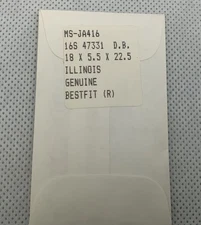 MS-JA416
16S 47331 D.B.
18 X 5.5 X 22.5
ILLINOIS
GENUINE
BESTFIT (R)